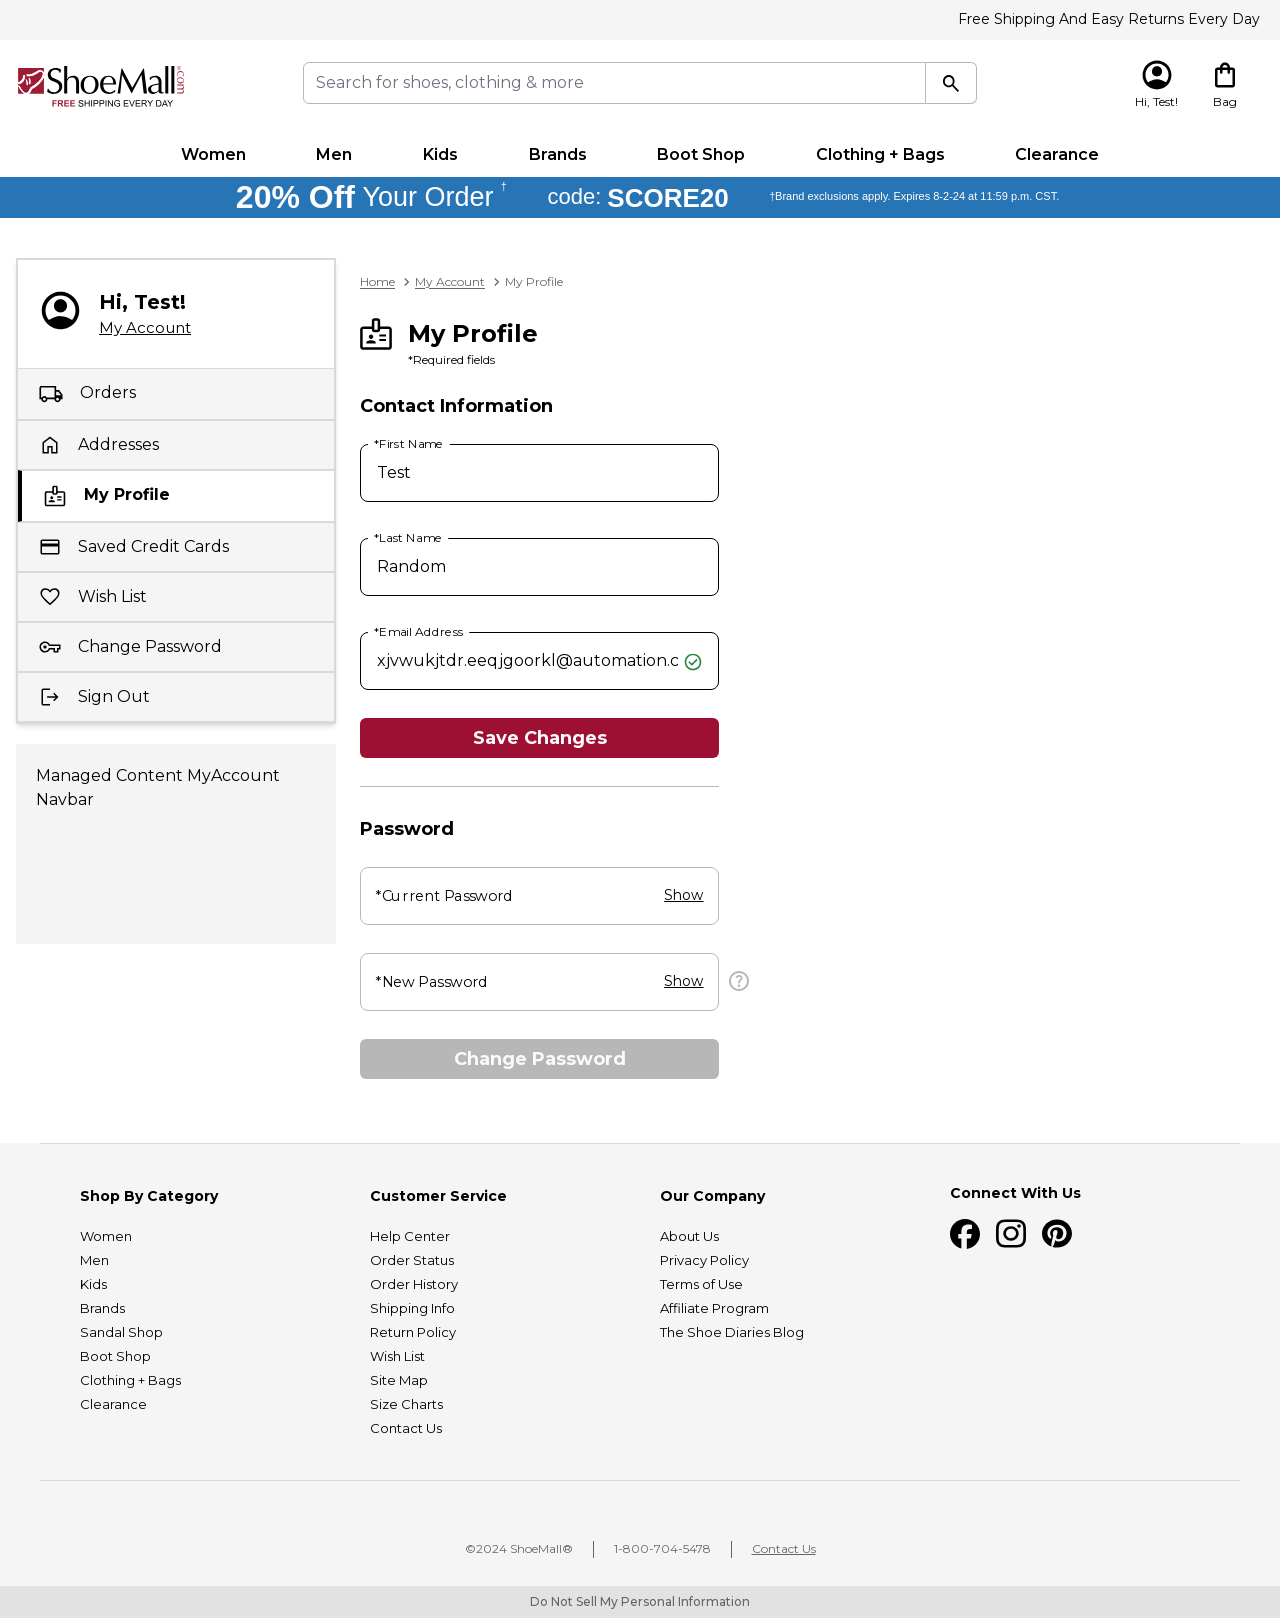 Free Shipping And Easy Returns Every Day
ShoeMall.com
FREE SHIPPING EVERY DAY
Search for shoes, clothing & more
Hi, Test!
Bag
Women
Men
Kids
Brands
Boot Shop
Clothing + Bags
Clearance
20% Off Your Order † code: SCORE20 †Brand exclusions apply. Expires 8-2-24 at 11:59 p.m. CST.
Hi, Test!
My Account
Orders
Addresses
My Profile
Saved Credit Cards
Wish List
Change Password
Sign Out
Managed Content MyAccount
Navbar
Home > My Account > My Profile
My Profile
*Required fields
Contact Information
*First Name
Test
*Last Name
Random
*Email Address
xjvwukjtdr.eeqjgoorkl@automation.c
Save Changes
Password
*Current Password Show
*New Password Show
?
Change Password
Shop By Category
Women
Men
Kids
Brands
Sandal Shop
Boot Shop
Clothing + Bags
Clearance
Customer Service
Help Center
Order Status
Order History
Shipping Info
Return Policy
Wish List
Site Map
Size Charts
Contact Us
Our Company
About Us
Privacy Policy
Terms of Use
Affiliate Program
The Shoe Diaries Blog
Connect With Us
©2024 ShoeMall® | 1-800-704-5478 | Contact Us
Do Not Sell My Personal Information